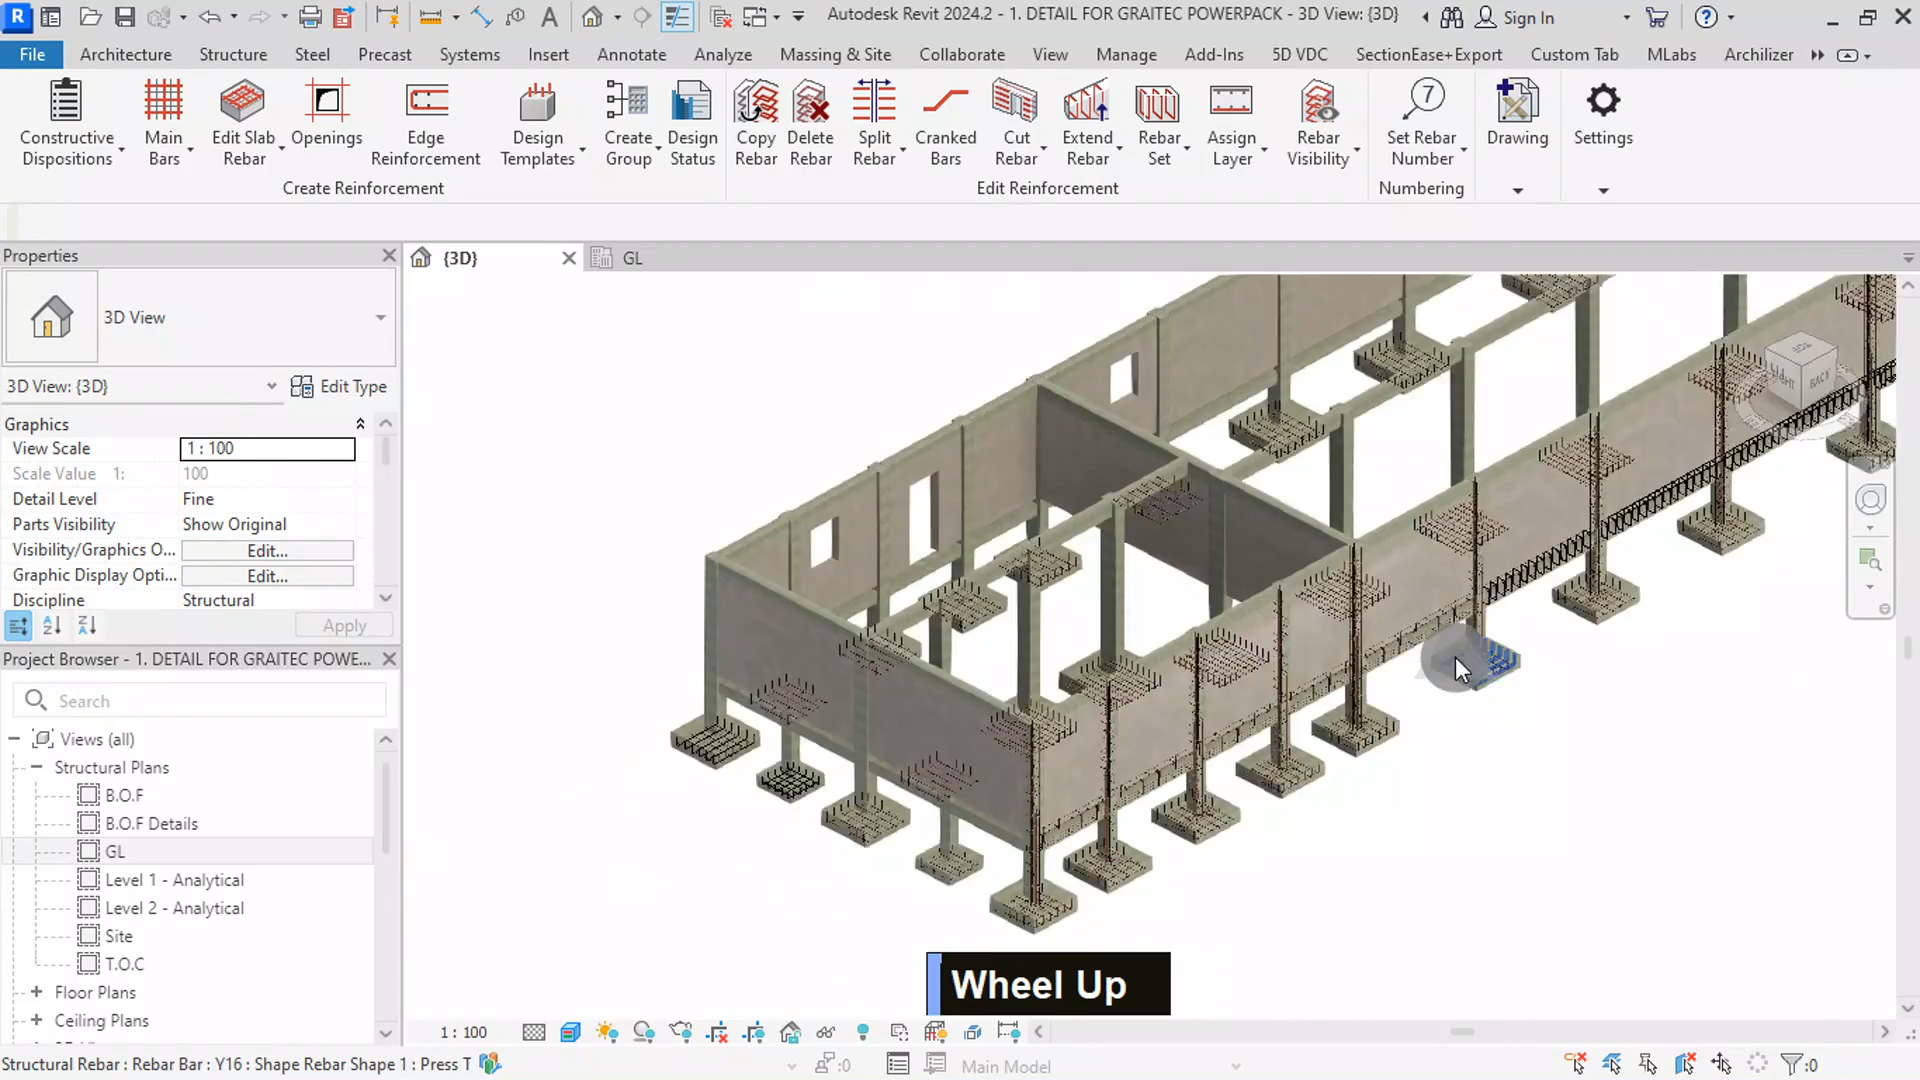 Autodesk Revit 2024.2 - 1. DETAIL FOR GRAITEC POWERPACK - 3D View: {3D}
Sign In
File Architecture Structure Steel Precast Systems Insert Annotate Analyze Massing & Site Collaborate View Manage Add-Ins 5D VDC SectionEase+Export Custom Tab MLabs Archilizer
Constructive Dispositions
Main Bars
Edit Slab Rebar
Openings
Edge Reinforcement
Design Templates
Create Group
Design Status
Copy Rebar
Delete Rebar
Split Rebar
Cranked Bars
Cut Rebar
Extend Rebar
Rebar Set
Assign Layer
Rebar Visibility
7
Set Rebar Number
Drawing
Settings
Create Reinforcement
Edit Reinforcement
Numbering
Properties
{3D}
GL
3D View
3D View: {3D}
Edit Type
Graphics
View Scale 1 : 100
Scale Value 1: 100
Detail Level Fine
Parts Visibility Show Original
Visibility/Graphics O... Edit...
Graphic Display Opti... Edit...
Discipline Structural
Apply
Project Browser - 1. DETAIL FOR GRAITEC POWE...
Search
Views (all)
Structural Plans
B.O.F
B.O.F Details
GL
Level 1 - Analytical
Level 2 - Analytical
Site
T.O.C
Floor Plans
Ceiling Plans
TOP
RIGHT
BACK
Wheel Up
1 : 100
Structural Rebar : Rebar Bar : Y16 : Shape Rebar Shape 1 : Press T
:0
Main Model
:0